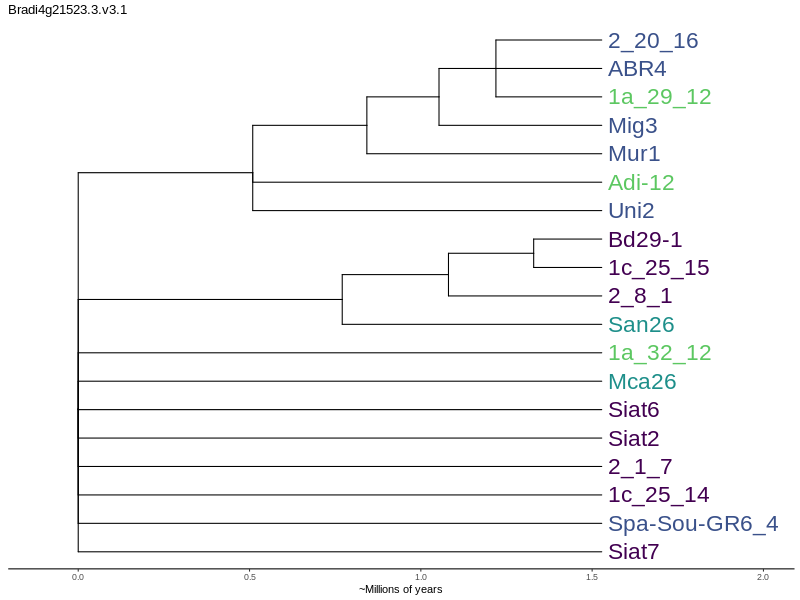 Bradi4g21523.3.v3.1
2_20_16
ABR4
1a_29_12
Mig3
Mur1
Adi-12
Uni2
Bd29-1
1c_25_15
2_8_1
San26
1a_32_12
Mca26
Siat6
Siat2
2_1_7
1c_25_14
Spa-Sou-GR6_4
Siat7
0.0 0.5 1.0 1.5 2.0
~Millions of years